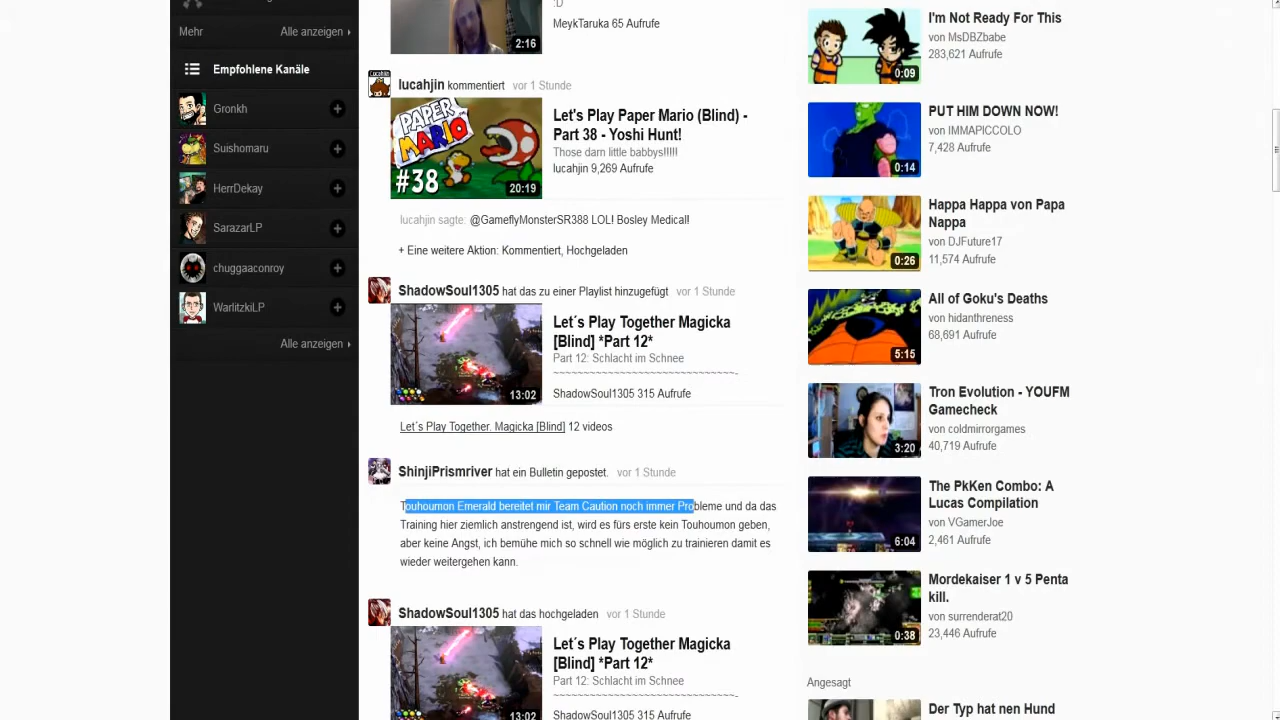 Mehr Alle anzeigen
Empfohlene Kanäle
Gronkh
Suishomaru
HerrDekay
SarazarLP
chuggaaconroy
WarlitzkiLP
Alle anzeigen
:D
MeykTaruka 65 Aufrufe
2:16
lucahjin kommentiert vor 1 Stunde
PAPER
MARIO
#38
20:19
Let's Play Paper Mario (Blind) -
Part 38 - Yoshi Hunt!
Those darn little babbys!!!!!
lucahjin 9,269 Aufrufe
lucahjin sagte: @GameflyMonsterSR388 LOL! Bosley Medical!
+ Eine weitere Aktion: Kommentiert, Hochgeladen
ShadowSoul1305 hat das zu einer Playlist hinzugefügt vor 1 Stunde
13:02
Let´s Play Together Magicka
[Blind] *Part 12*
Part 12: Schlacht im Schnee
~~~~~~~~~~~~~~~~~~~~~~~~~~~~~~-
ShadowSoul1305 315 Aufrufe
Let´s Play Together. Magicka [Blind] 12 videos
ShinjiPrismriver hat ein Bulletin gepostet. vor 1 Stunde
Touhoumon Emerald bereitet mir Team Caution noch immer Probleme und da das
Training hier ziemlich anstrengend ist, wird es fürs erste kein Touhoumon geben,
aber keine Angst, ich bemühe mich so schnell wie möglich zu trainieren damit es
wieder weitergehen kann.
ShadowSoul1305 hat das hochgeladen vor 1 Stunde
13:02
Let´s Play Together Magicka
[Blind] *Part 12*
Part 12: Schlacht im Schnee
~~~~~~~~~~~~~~~~~~~~~~~~~~~~~~-
ShadowSoul1305 315 Aufrufe
I'm Not Ready For This
von MsDBZbabe
283,621 Aufrufe
0:09
PUT HIM DOWN NOW!
von IMMAPICCOLO
7,428 Aufrufe
0:14
Happa Happa von Papa
Nappa
von DJFuture17
11,574 Aufrufe
0:26
All of Goku's Deaths
von hidanthreness
68,691 Aufrufe
5:15
Tron Evolution - YOUFM
Gamecheck
von coldmirrorgames
40,719 Aufrufe
3:20
The PkKen Combo: A
Lucas Compilation
von VGamerJoe
2,461 Aufrufe
6:04
Mordekaiser 1 v 5 Penta
kill.
von surrenderat20
23,446 Aufrufe
0:38
Angesagt
Der Typ hat nen Hund